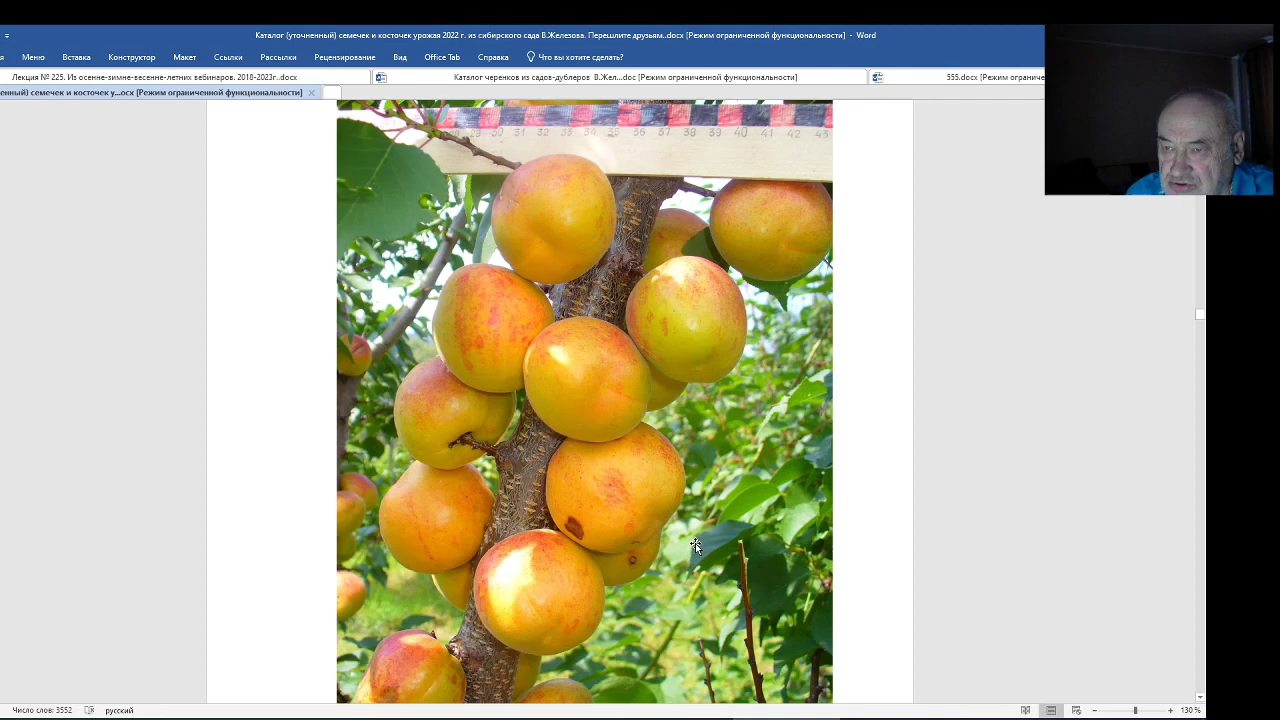 Каталог (уточненный) семечек и косточек урожая 2022 г. из сибирского сада В.Железова. Перешлите друзьям..docx [Режим ограниченной функциональности] - Word
Меню Вставка Конструктор Макет Ссылки Рассылки Рецензирование Вид Office Tab Справка Что вы хотите сделать?
Лекция № 225. Из осенне-зимне-весенне-летних вебинаров. 2018-2023г..docx Каталог черенков из садов-дублеров В.Жел...doc [Режим ограниченной функциональности] 555.docx [Режим ограниче
енный) семечек и косточек у...ocx [Режим ограниченной функциональности]
29 30 31 32 33 34 35 36 37 38 39 40 41 42 43
Число слов: 3552 русский 130 %